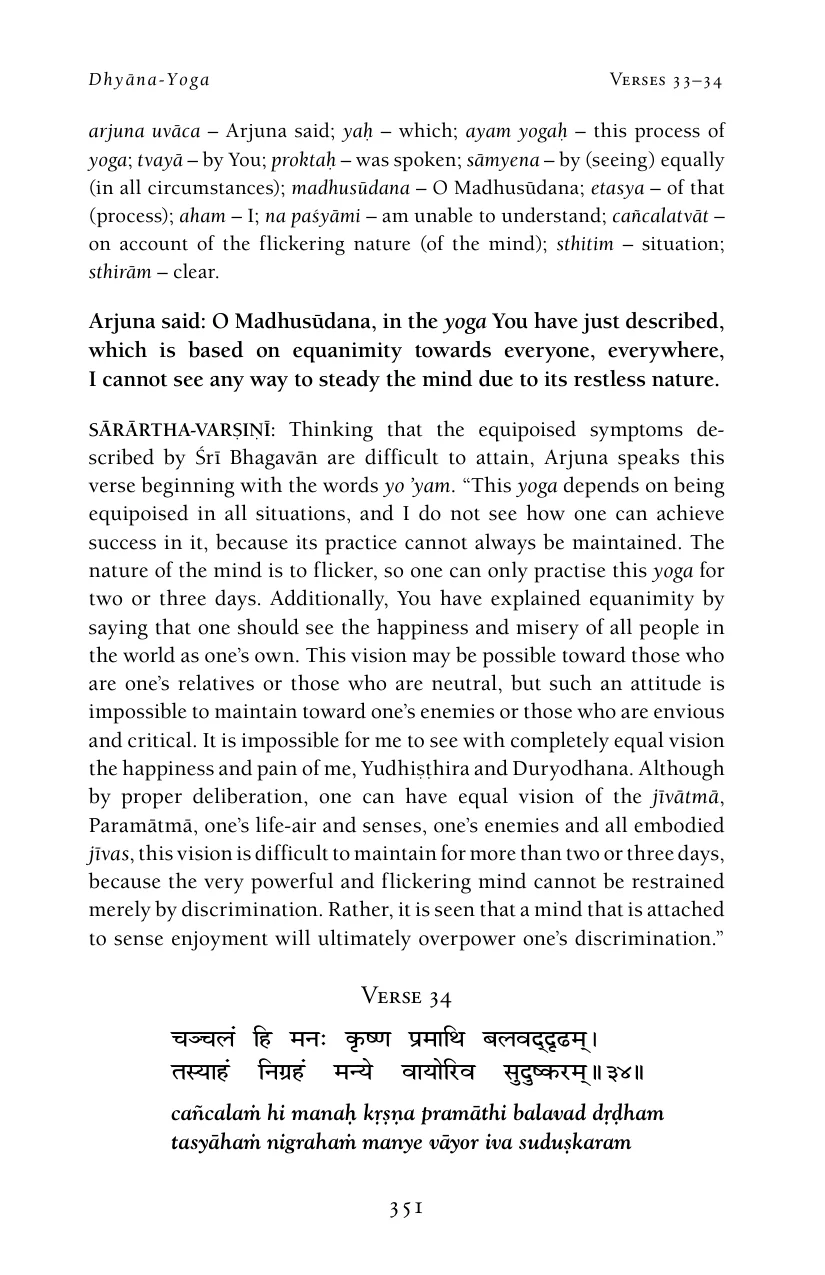 Dhyāna-Yoga Verses 33–34
arjuna uvāca – Arjuna said; yaḥ – which; ayam yogaḥ – this process of
yoga; tvayā – by You; proktaḥ – was spoken; sāmyena – by (seeing) equally
(in all circumstances); madhusūdana – O Madhusūdana; etasya – of that
(process); aham – I; na paśyāmi – am unable to understand; cañcalatvāt –
on account of the flickering nature (of the mind); sthitim – situation;
sthirām – clear.
Arjuna said: O Madhusūdana, in the yoga You have just described,
which is based on equanimity towards everyone, everywhere,
I cannot see any way to steady the mind due to its restless nature.
SĀRĀRTHA-VARṢIṆĪ: Thinking that the equipoised symptoms de-
scribed by Śrī Bhagavān are difficult to attain, Arjuna speaks this
verse beginning with the words yo ’yam. “This yoga depends on being
equipoised in all situations, and I do not see how one can achieve
success in it, because its practice cannot always be maintained. The
nature of the mind is to flicker, so one can only practise this yoga for
two or three days. Additionally, You have explained equanimity by
saying that one should see the happiness and misery of all people in
the world as one’s own. This vision may be possible toward those who
are one’s relatives or those who are neutral, but such an attitude is
impossible to maintain toward one’s enemies or those who are envious
and critical. It is impossible for me to see with completely equal vision
the happiness and pain of me, Yudhiṣṭhira and Duryodhana. Although
by proper deliberation, one can have equal vision of the jīvātmā,
Paramātmā, one’s life-air and senses, one’s enemies and all embodied
jīvas, this vision is difficult to maintain for more than two or three days,
because the very powerful and flickering mind cannot be restrained
merely by discrimination. Rather, it is seen that a mind that is attached
to sense enjoyment will ultimately overpower one’s discrimination.”
Verse 34
चञ्चलं हि मनः कृष्ण प्रमाथि बलवद्दृढम्।
तस्याहं निग्रहं मन्ये वायोरिव सुदुष्करम्॥३४॥
cañcalaṁ hi manaḥ kṛṣṇa pramāthi balavad dṛḍham
tasyāhaṁ nigrahaṁ manye vāyor iva suduṣkaram
351